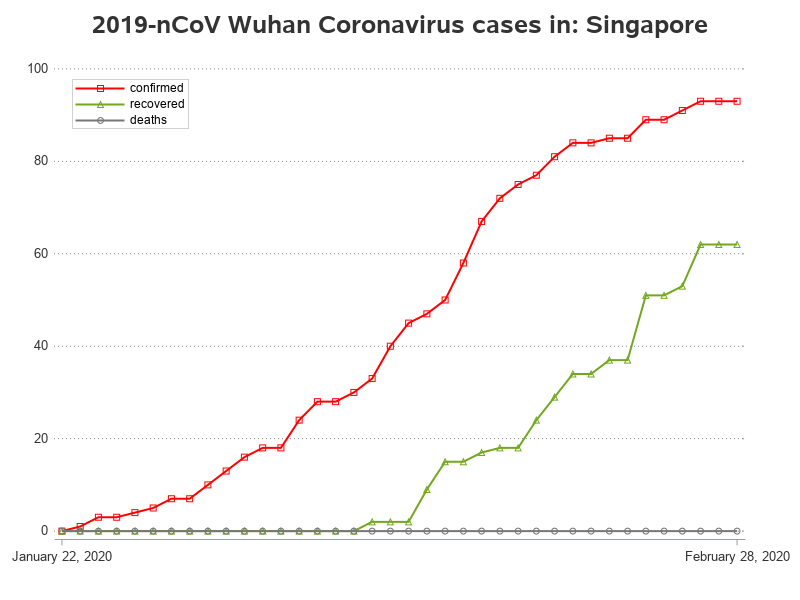 2019-nCoV Wuhan Coronavirus cases in: Singapore
100
confirmed
recovered
deaths
80
60
40
20
0
January 22, 2020
February 28, 2020